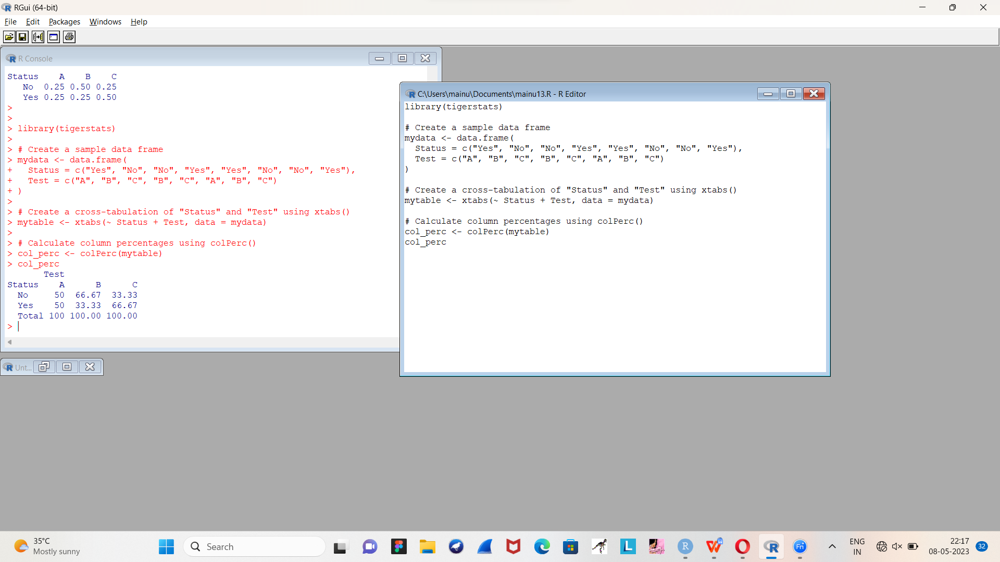 RGui (64-bit)
File Edit Packages Windows Help
R Console
Status    A    B    C
   No  0.25 0.50 0.25
   Yes 0.25 0.25 0.50
>
>
> library(tigerstats)
>
> # Create a sample data frame
> mydata <- data.frame(
+   Status = c("Yes", "No", "No", "Yes", "Yes", "No", "No", "Yes"),
+   Test = c("A", "B", "C", "B", "C", "A", "B", "C")
+ )
>
> # Create a cross-tabulation of "Status" and "Test" using xtabs()
> mytable <- xtabs(~ Status + Test, data = mydata)
>
> # Calculate column percentages using colPerc()
> col_perc <- colPerc(mytable)
> col_perc
       Test
Status    A      B      C
  No     50  66.67  33.33
  Yes    50  33.33  66.67
  Total 100 100.00 100.00
>
Unt...
C:\Users\mainu\Documents\mainu13.R - R Editor
library(tigerstats)
# Create a sample data frame
mydata <- data.frame(
  Status = c("Yes", "No", "No", "Yes", "Yes", "No", "No", "Yes"),
  Test = c("A", "B", "C", "B", "C", "A", "B", "C")
)
# Create a cross-tabulation of "Status" and "Test" using xtabs()
mytable <- xtabs(~ Status + Test, data = mydata)
# Calculate column percentages using colPerc()
col_perc <- colPerc(mytable)
col_perc
35°C
Mostly sunny
Search
L
R
Fn
R
ENG
IN
22:17
08-05-2023
32